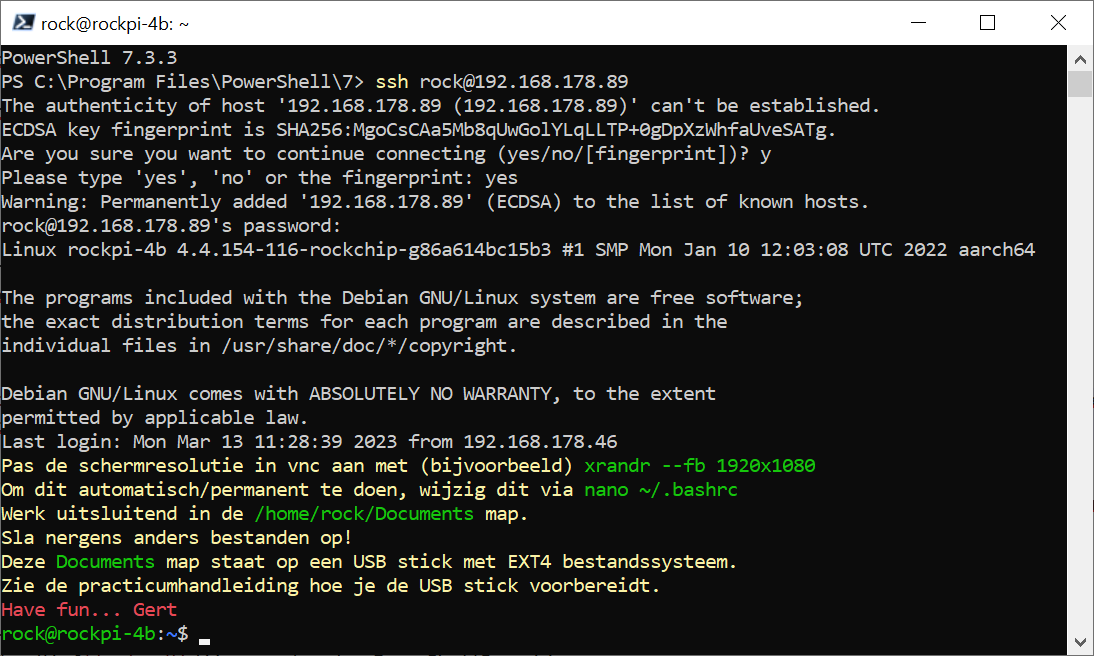 rock@rockpi-4b: ~
PowerShell 7.3.3
PS C:\Program Files\PowerShell\7> ssh rock@192.168.178.89
The authenticity of host '192.168.178.89 (192.168.178.89)' can't be established.
ECDSA key fingerprint is SHA256:MgoCsCAa5Mb8qUwGolYLqLLTP+0gDpXzWhfaUveSATg.
Are you sure you want to continue connecting (yes/no/[fingerprint])? y
Please type 'yes', 'no' or the fingerprint: yes
Warning: Permanently added '192.168.178.89' (ECDSA) to the list of known hosts.
rock@192.168.178.89's password:
Linux rockpi-4b 4.4.154-116-rockchip-g86a614bc15b3 #1 SMP Mon Jan 10 12:03:08 UTC 2022 aarch64
The programs included with the Debian GNU/Linux system are free software;
the exact distribution terms for each program are described in the
individual files in /usr/share/doc/*/copyright.
Debian GNU/Linux comes with ABSOLUTELY NO WARRANTY, to the extent
permitted by applicable law.
Last login: Mon Mar 13 11:28:39 2023 from 192.168.178.46
Pas de schermresolutie in vnc aan met (bijvoorbeeld) xrandr --fb 1920x1080
Om dit automatisch/permanent te doen, wijzig dit via nano ~/.bashrc
Werk uitsluitend in de /home/rock/Documents map.
Sla nergens anders bestanden op!
Deze Documents map staat op een USB stick met EXT4 bestandssysteem.
Zie de practicumhandleiding hoe je de USB stick voorbereidt.
Have fun... Gert
rock@rockpi-4b:~$